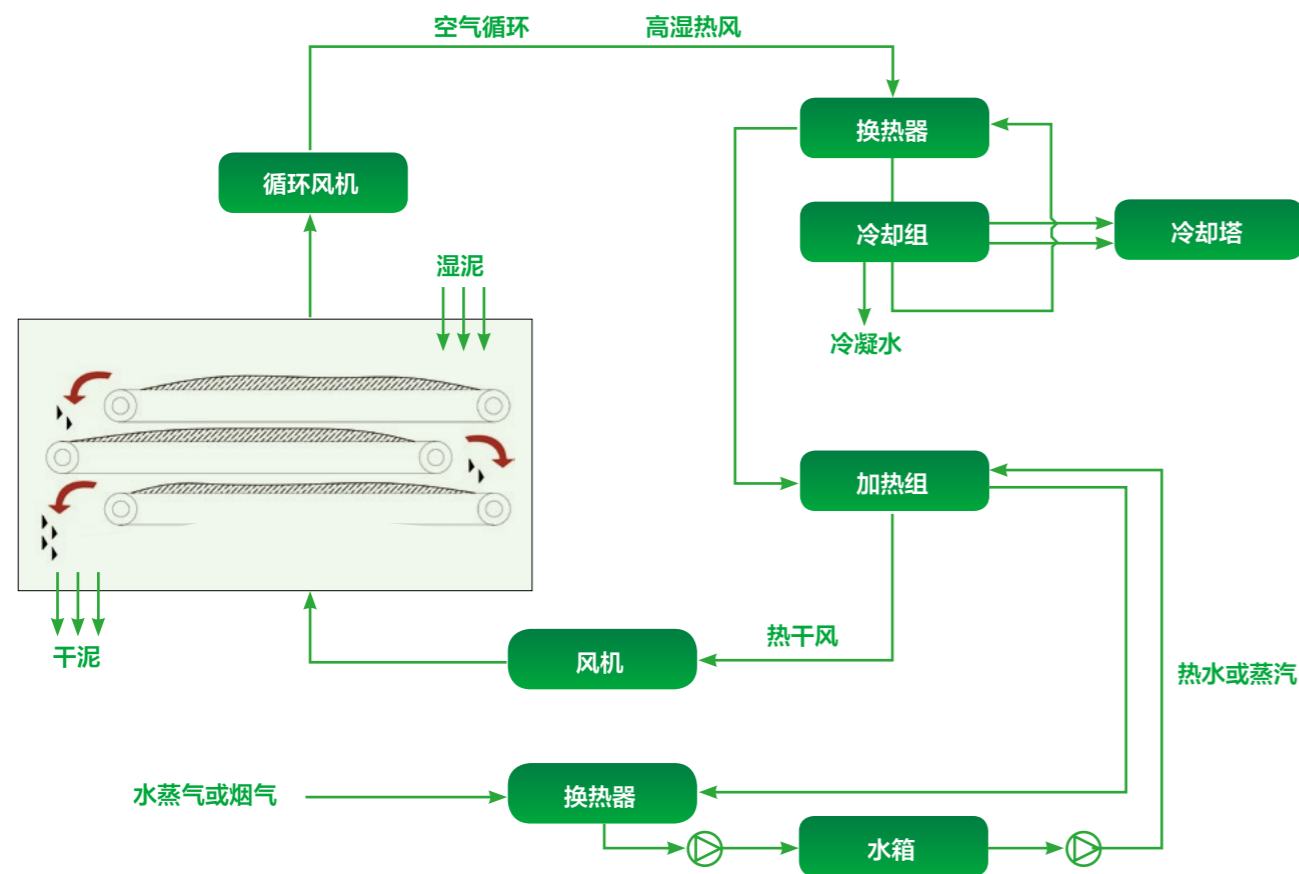 空气循环
高湿热风
换热器
循环风机
冷却组
冷却塔
湿泥
冷凝水
加热组
热干风
干泥
风机
热水或蒸汽
水蒸气或烟气
换热器
水箱